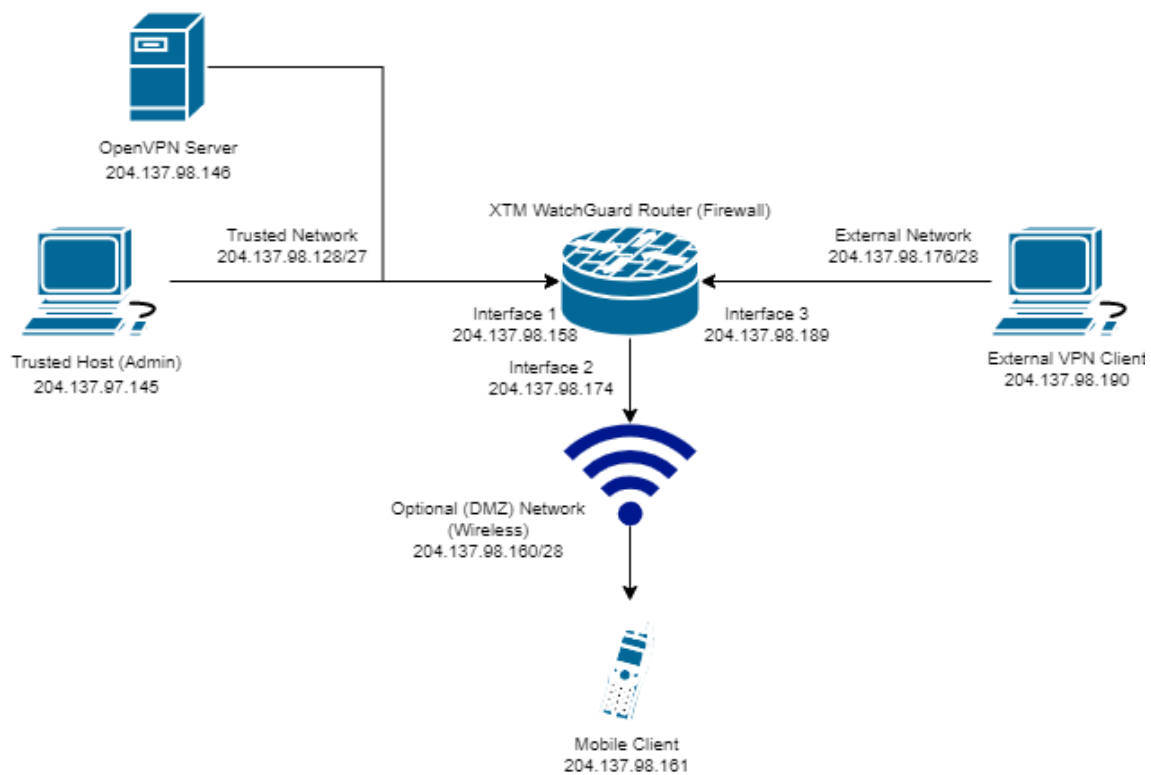 OpenVPN Server
204.137.98.146
XTM WatchGuard Router (Firewall)
Trusted Network
204.137.98.128/27
External Network
204.137.98.176/28
Interface 1
204.137.98.158
Interface 3
204.137.98.189
Trusted Host (Admin)
204.137.97.145
External VPN Client
204.137.98.190
Interface 2
204.137.98.174
Optional (DMZ) Network
(Wireless)
204.137.98.160/28
Mobile Client
204.137.98.161